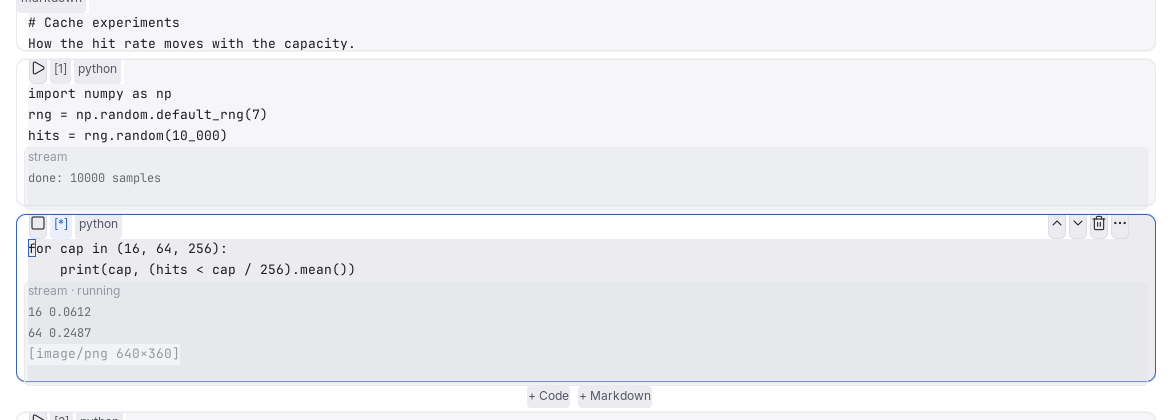 markdown
# Cache experiments
How the hit rate moves with the capacity.
[1] python
import numpy as np
rng = np.random.default_rng(7)
hits = rng.random(10_000)
stream
done: 10000 samples
[*] python
for cap in (16, 64, 256):
    print(cap, (hits < cap / 256).mean())
stream · running
16 0.0612
64 0.2487
[image/png 640×360]
+ Code + Markdown
python